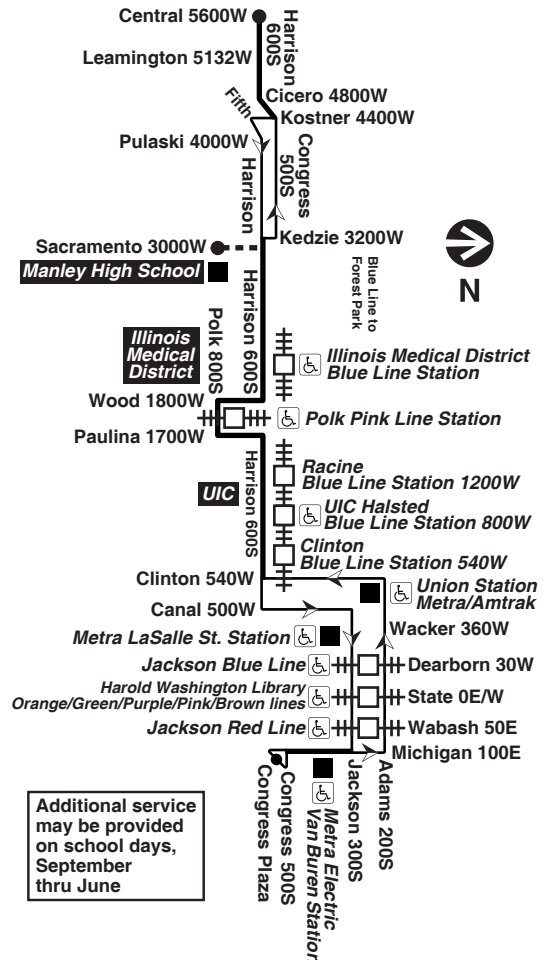 Central 5600W
Harrison
600S
Leamington 5132W
Cicero 4800W
Fifth
Kostner 4400W
Pulaski 4000W
Congress
500S
Harrison
Kedzie 3200W
Sacramento 3000W
Manley High School
N
Blue Line to
Forest Park
Harrison 600S
Polk 800S
Illinois
Medical
District
Illinois Medical District
Blue Line Station
Wood 1800W
Polk Pink Line Station
Paulina 1700W
Harrison 600S
Racine
Blue Line Station 1200W
UIC
UIC Halsted
Blue Line Station 800W
Clinton
Blue Line Station 540W
Clinton 540W
Union Station
Metra/Amtrak
Canal 500W
Wacker 360W
Metra LaSalle St. Station
Jackson Blue Line
Dearborn 30W
Harold Washington Library
Orange/Green/Purple/Pink/Brown lines
State 0E/W
Jackson Red Line
Wabash 50E
Michigan 100E
Adams 200S
Jackson 300S
Metra Electric
Van Buren Station
Congress 500S
Congress Plaza
Additional service
may be provided
on school days,
September
thru June